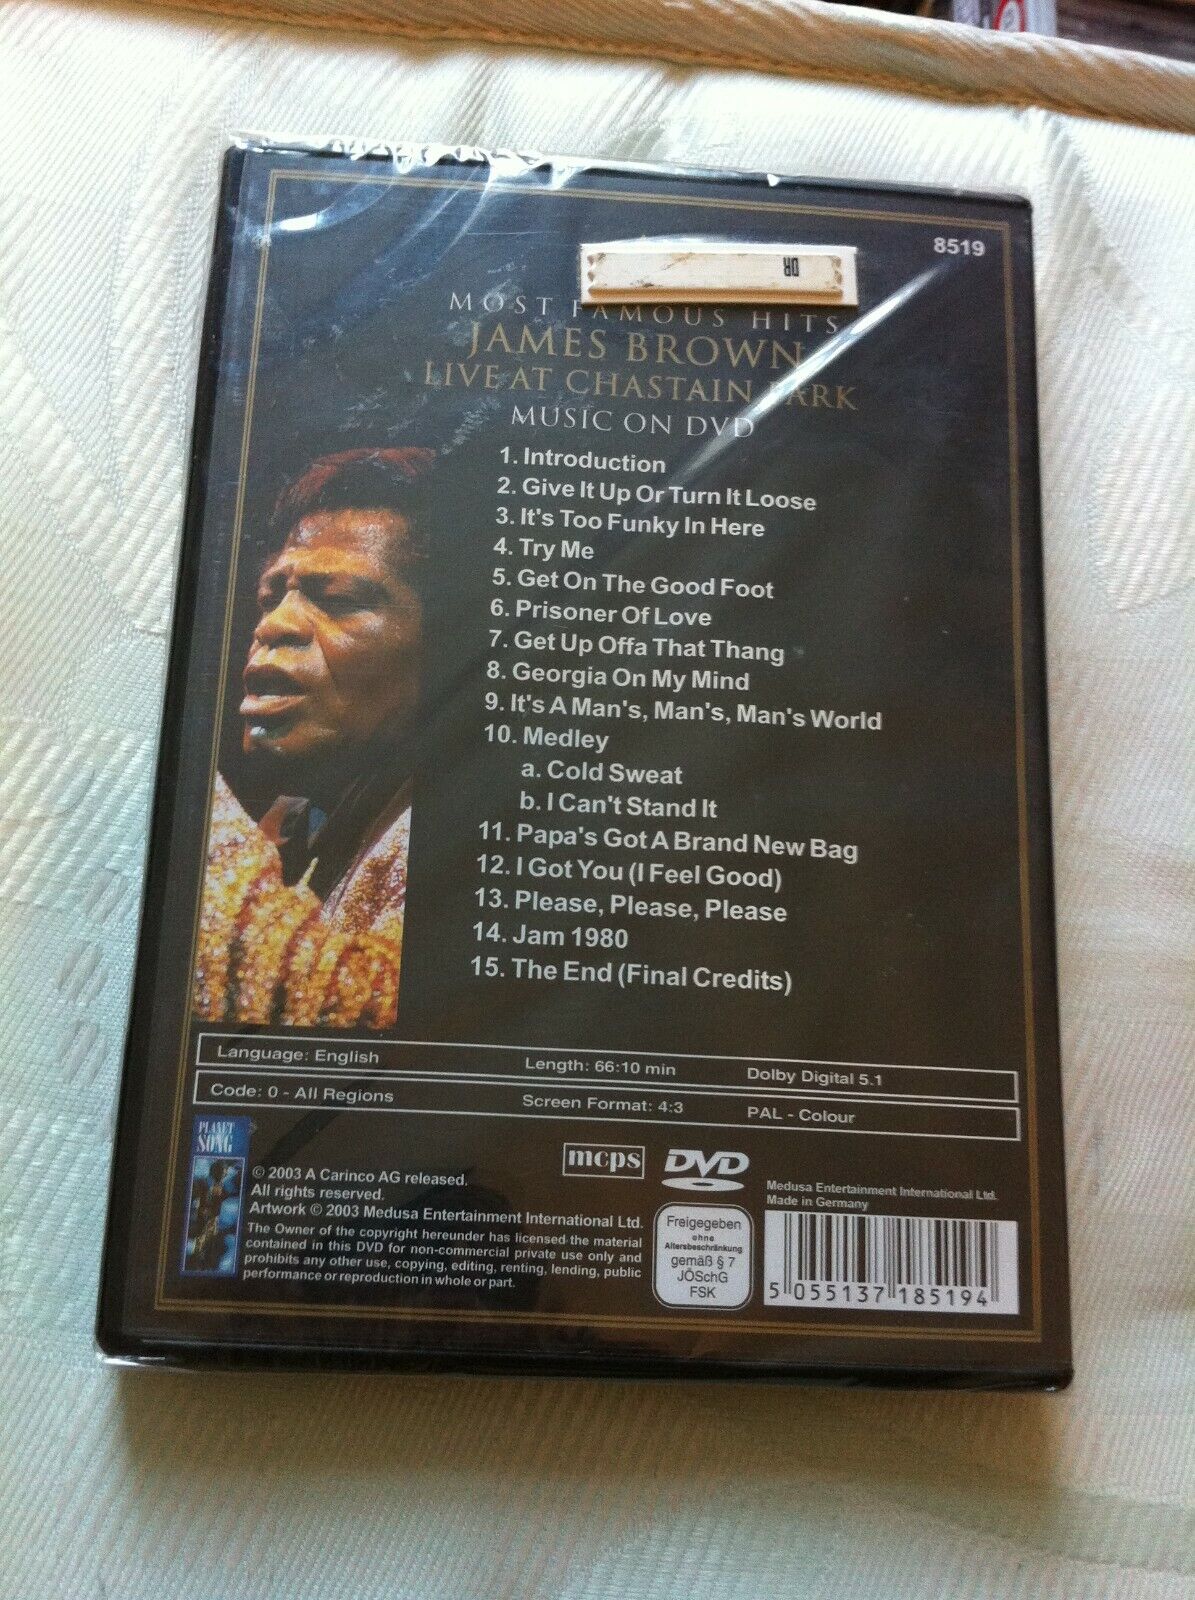 8519
DR
MOST FAMOUS HITS
JAMES BROWN
LIVE AT CHASTAIN PARK
MUSIC ON DVD
1. Introduction
2. Give It Up Or Turn It Loose
3. It's Too Funky In Here
4. Try Me
5. Get On The Good Foot
6. Prisoner Of Love
7. Get Up Offa That Thang
8. Georgia On My Mind
9. It's A Man's, Man's, Man's World
10. Medley
a. Cold Sweat
b. I Can't Stand It
11. Papa's Got A Brand New Bag
12. I Got You (I Feel Good)
13. Please, Please, Please
14. Jam 1980
15. The End (Final Credits)
Language: English Length: 66:10 min Dolby Digital 5.1
Code: 0 - All Regions Screen Format: 4:3 PAL - Colour
PLANET
SONG
© 2003 A Carinco AG released.
All rights reserved.
Artwork © 2003 Medusa Entertainment International Ltd.
The Owner of the copyright hereunder has licensed the material
contained in this DVD for non-commercial private use only and
prohibits any other use, copying, editing, renting, lending, public
performance or reproduction in whole or part.
mcps
DVD
Freigegeben
ohne
Altersbeschränkung
gemäß § 7
JÖSchG
FSK
Medusa Entertainment International Ltd.
Made in Germany
5 055137 185194